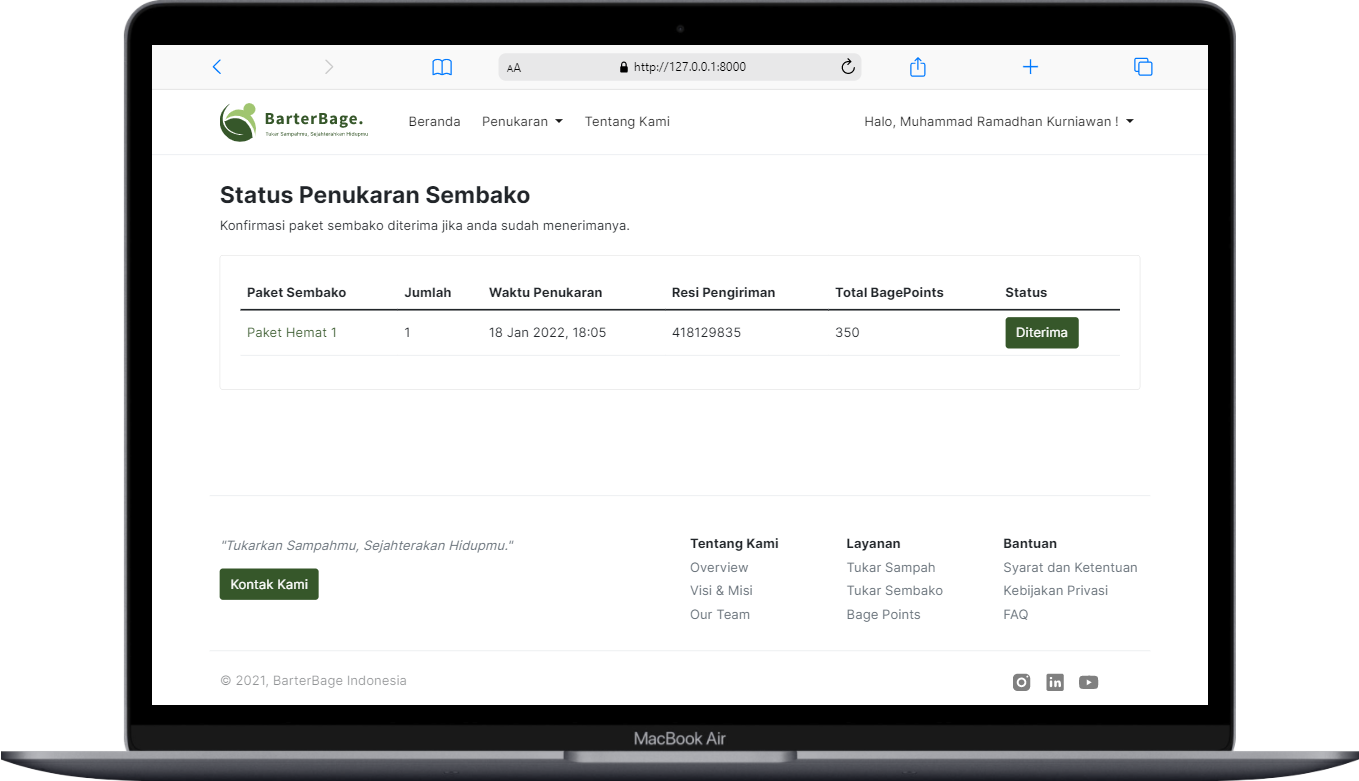 AA http://127.0.0.1:8000
BarterBage.
Tukar Sampahmu, Sejahterahkan Hidupmu
Beranda Penukaran Tentang Kami Halo, Muhammad Ramadhan Kurniawan !
Status Penukaran Sembako
Konfirmasi paket sembako diterima jika anda sudah menerimanya.
Paket Sembako Jumlah Waktu Penukaran Resi Pengiriman Total BagePoints Status
Paket Hemat 1 1 18 Jan 2022, 18:05 418129835 350 Diterima
"Tukarkan Sampahmu, Sejahterakan Hidupmu."
Kontak Kami
Tentang Kami
Overview
Visi & Misi
Our Team
Layanan
Tukar Sampah
Tukar Sembako
Bage Points
Bantuan
Syarat dan Ketentuan
Kebijakan Privasi
FAQ
© 2021, BarterBage Indonesia
in
MacBook Air